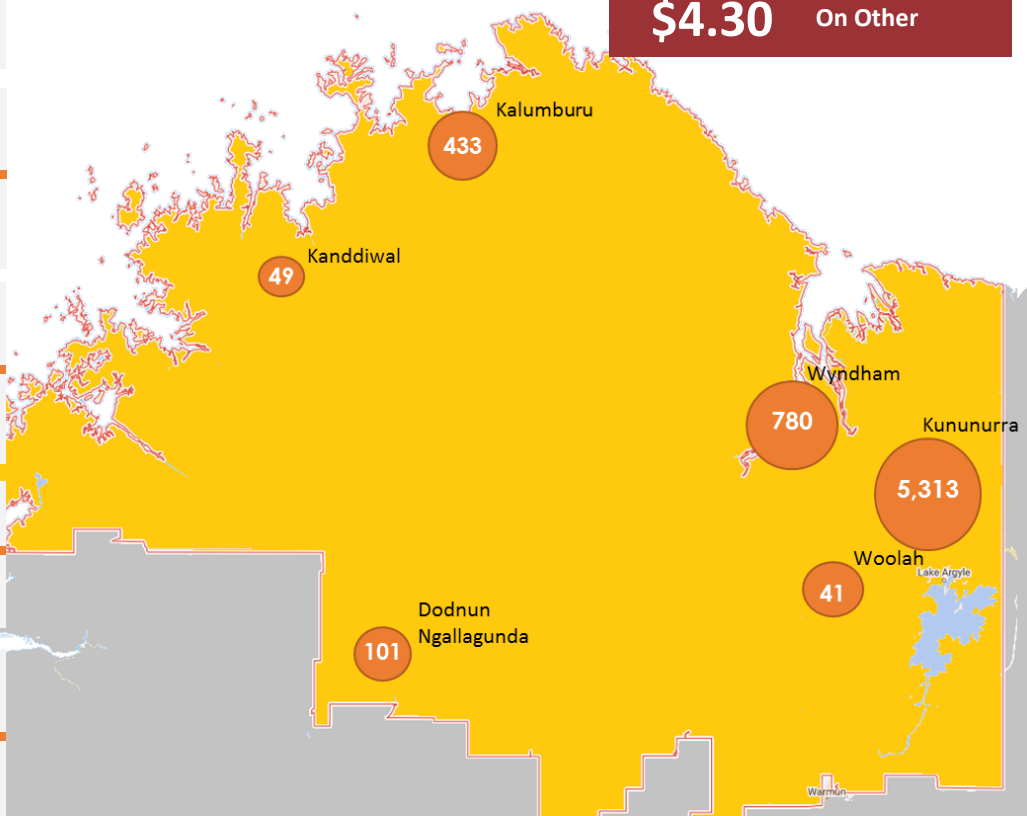 $4.30 On Other
Kalumburu
433
Kanddiwal
49
Wyndham
780
Kununurra
5,313
Woolah
41
Lake Argyle
Dodnun
Ngallagunda
101
Warmun